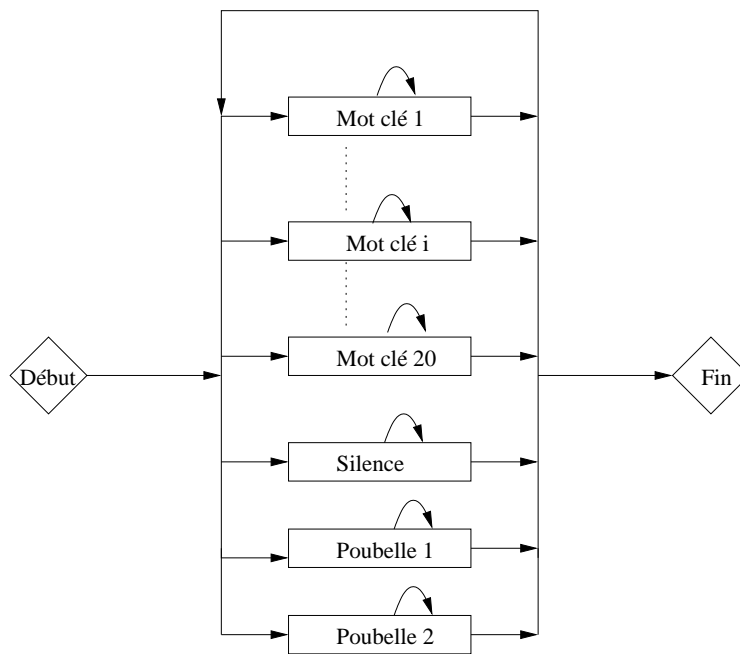 Mot clé 1
Mot clé i
Mot clé 20
Début
Fin
Silence
Poubelle 1
Poubelle 2